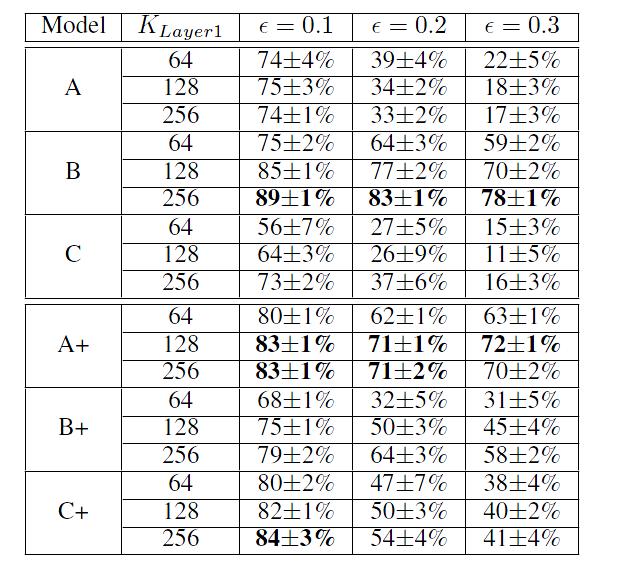 Model K_{Layer1} ϵ = 0.1 ϵ = 0.2 ϵ = 0.3
64 74±4% 39±4% 22±5%
A 128 75±3% 34±2% 18±3%
256 74±1% 33±2% 17±3%
64 75±2% 64±3% 59±2%
B 128 85±1% 77±2% 70±2%
256 89±1% 83±1% 78±1%
64 56±7% 27±5% 15±3%
C 128 64±3% 26±9% 11±5%
256 73±2% 37±6% 16±3%
64 80±1% 62±1% 63±1%
A+ 128 83±1% 71±1% 72±1%
256 83±1% 71±2% 70±2%
64 68±1% 32±5% 31±5%
B+ 128 75±1% 50±3% 45±4%
256 79±2% 64±3% 58±2%
64 80±2% 47±7% 38±4%
C+ 128 82±1% 50±3% 40±2%
256 84±3% 54±4% 41±4%